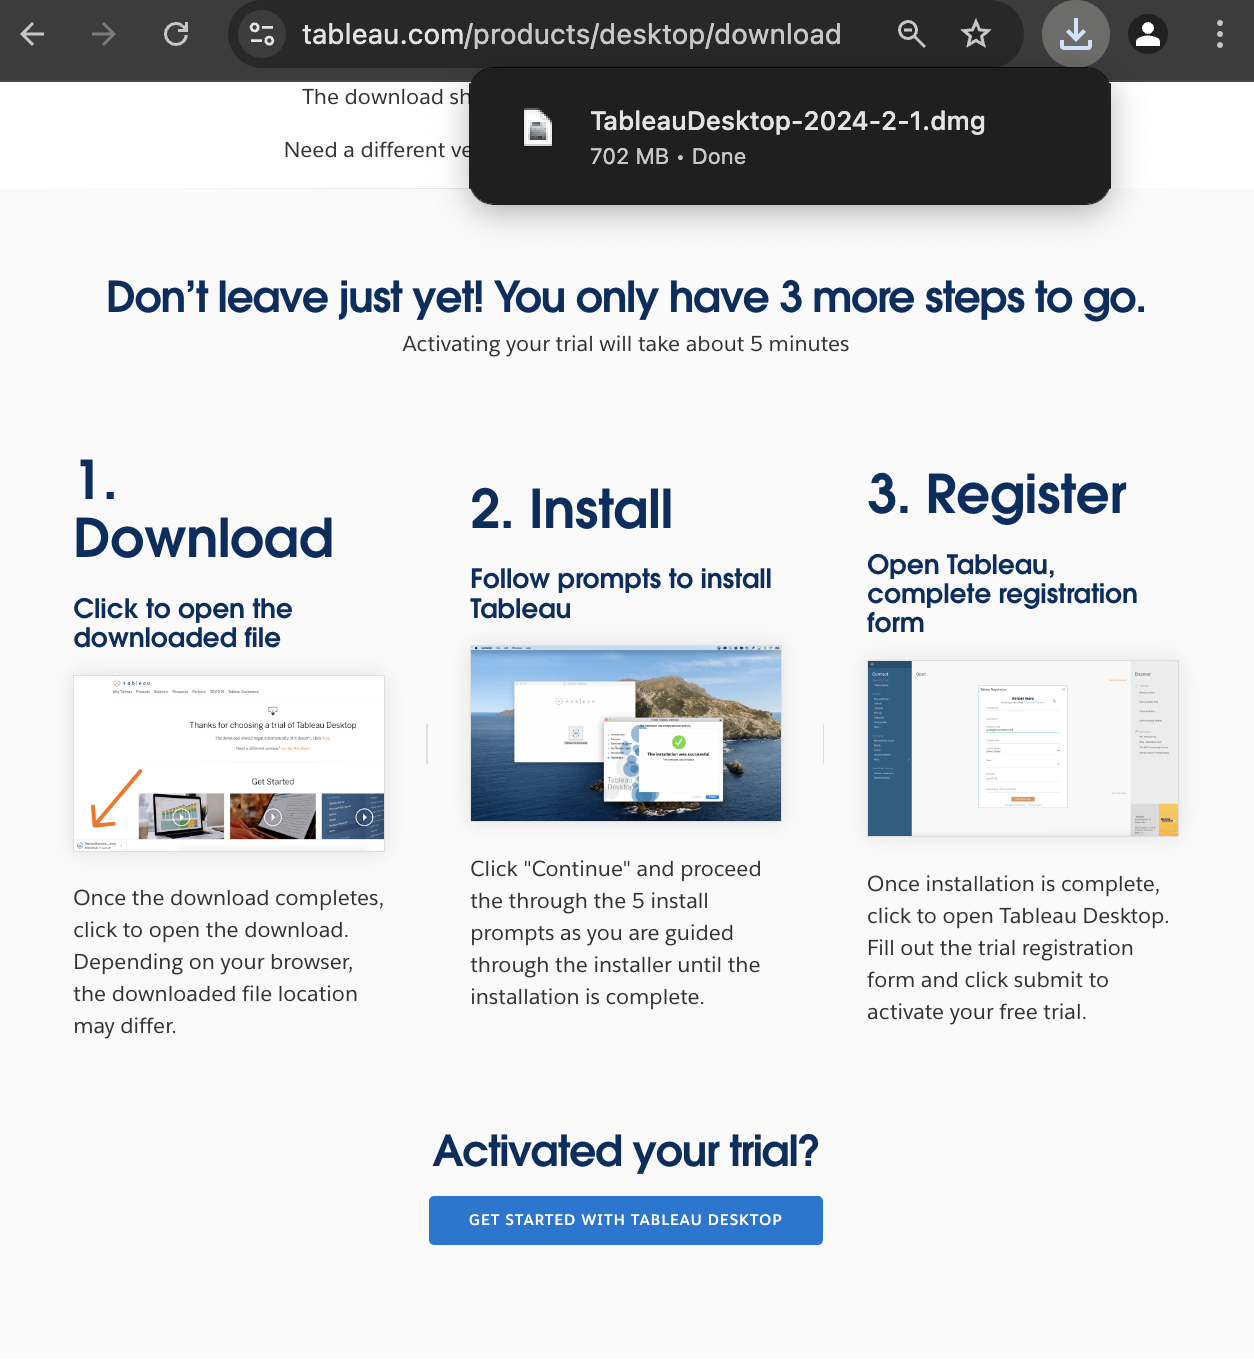 tableau.com/products/desktop/download
The download sh
Need a different ve
TableauDesktop-2024-2-1.dmg
702 MB • Done
Don't leave just yet! You only have 3 more steps to go.
Activating your trial will take about 5 minutes
1.
Download
Click to open the
downloaded file
tableau
Thanks for choosing a trial of Tableau Desktop
Get Started
Once the download completes,
click to open the download.
Depending on your browser,
the downloaded file location
may differ.
2. Install
Follow prompts to install
Tableau
tableau
The installation was successful.
Tableau
Desktop
Click "Continue" and proceed
the through the 5 install
prompts as you are guided
through the installer until the
installation is complete.
3. Register
Open Tableau,
complete registration
form
Connect
Open
Discover
Once installation is complete,
click to open Tableau Desktop.
Fill out the trial registration
form and click submit to
activate your free trial.
Activated your trial?
GET STARTED WITH TABLEAU DESKTOP